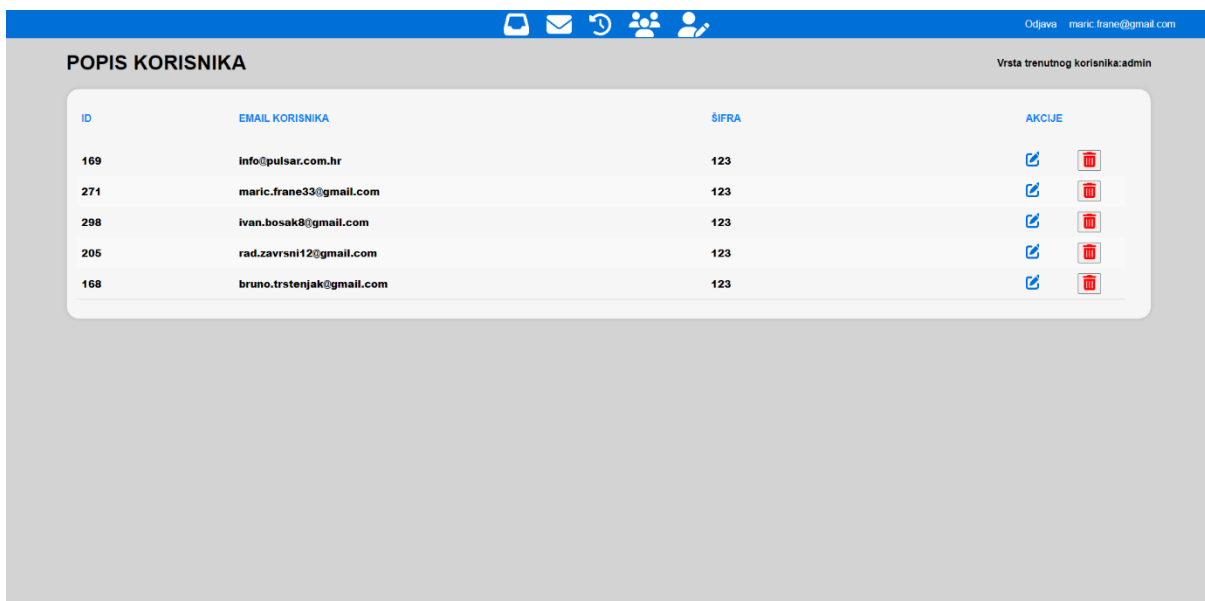 Odjava maric.frane@gmail.com
POPIS KORISNIKA
Vrsta trenutnog korisnika:admin
ID EMAIL KORISNIKA ŠIFRA AKCIJE
169 info@pulsar.com.hr 123
271 maric.frane33@gmail.com 123
298 ivan.bosak8@gmail.com 123
205 rad.zavrsni12@gmail.com 123
168 bruno.trstenjak@gmail.com 123